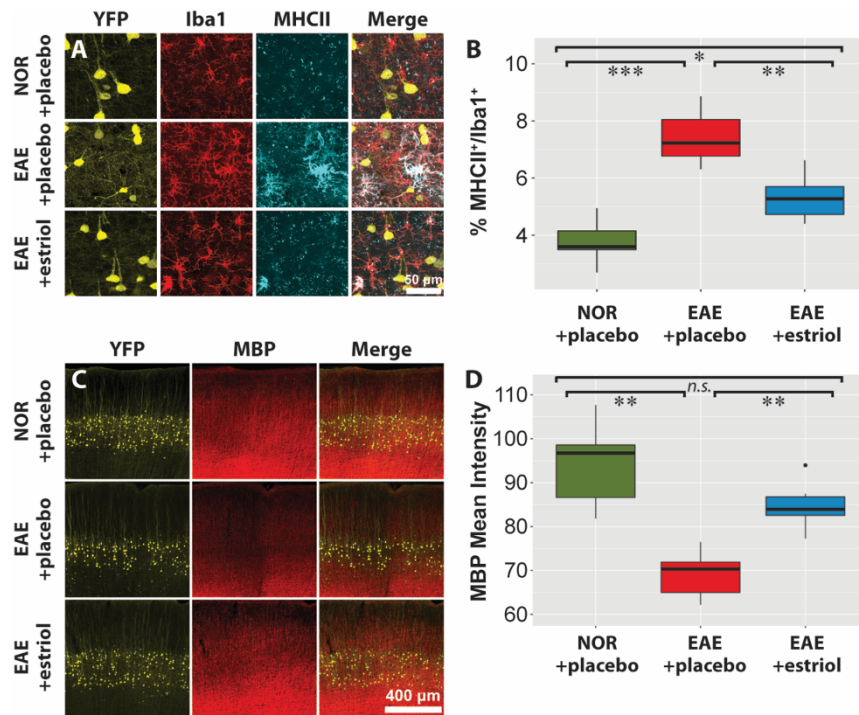 YFP Iba1 MHCII Merge
A
NOR +placebo
EAE +placebo
EAE +estriol
50 µm
B
% MHCII⁺/Iba1⁺
10
8
6
4
*
*** **
NOR EAE EAE
+placebo +placebo +estriol
YFP MBP Merge
C
NOR +placebo
EAE +placebo
EAE +estriol
400 µm
D
MBP Mean Intensity
110
100
90
80
70
60
n.s.
** **
NOR EAE EAE
+placebo +placebo +estriol